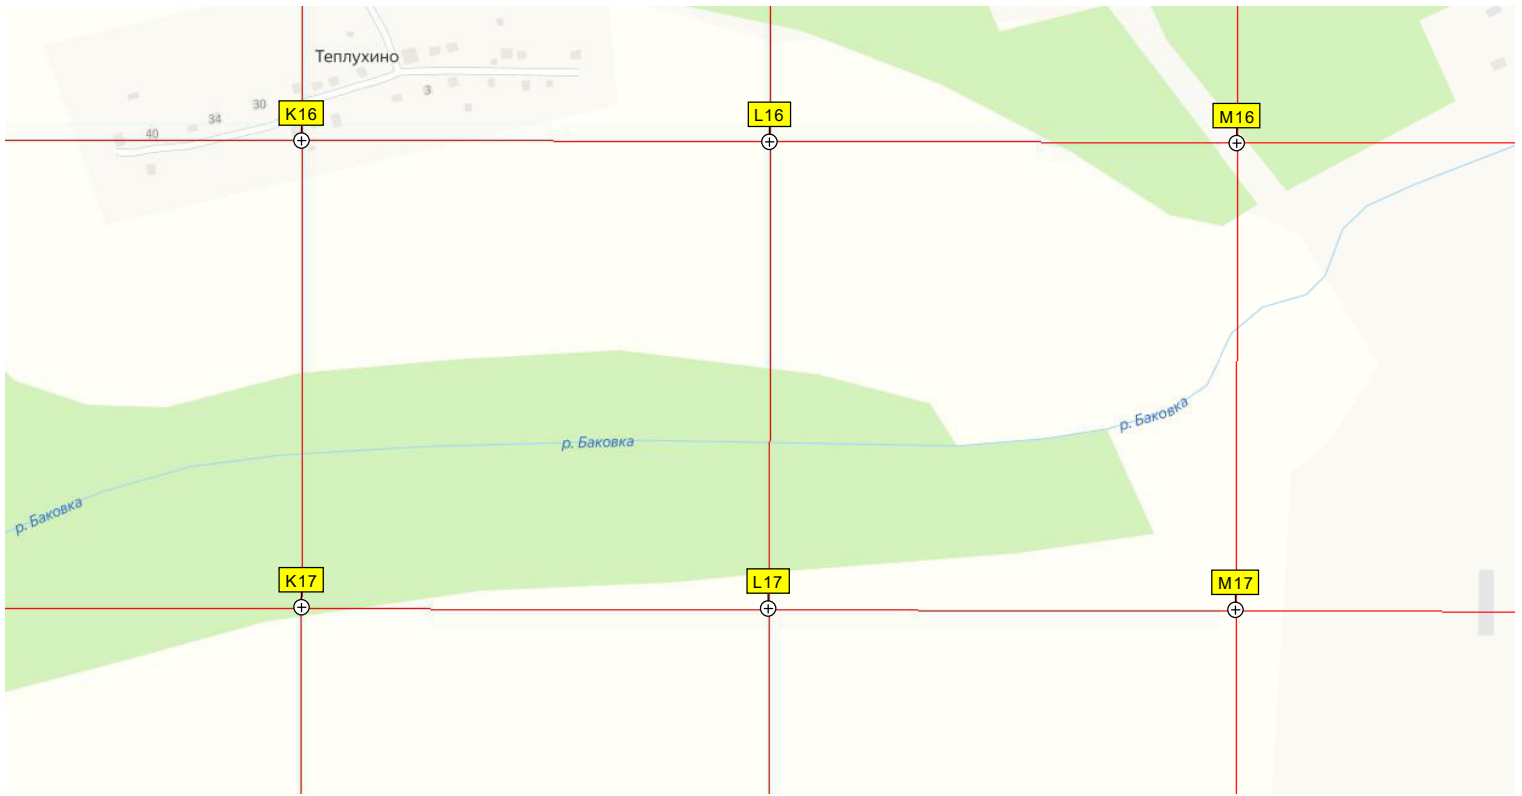 Теплухино
3
30
34
40
K16
L16
M16
р. Баковка
р. Баковка
р. Баковка
K17
L17
M17